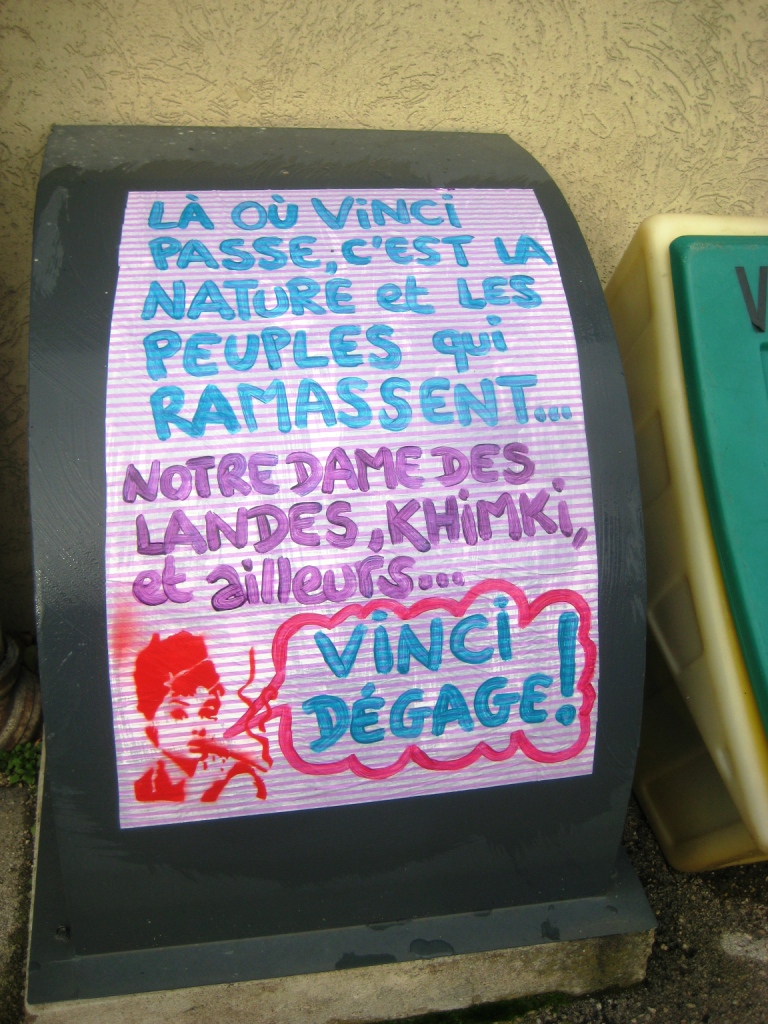 LÀ OÙ ViNCi
PASSE, C'EST LA
NATURE et LES
PEUPLES qui
RAMASSENT...
NOTRE DAME DES
LANDES, KHiMKi,
et ailleurs...
ViNCi
DÉGAGE!
V